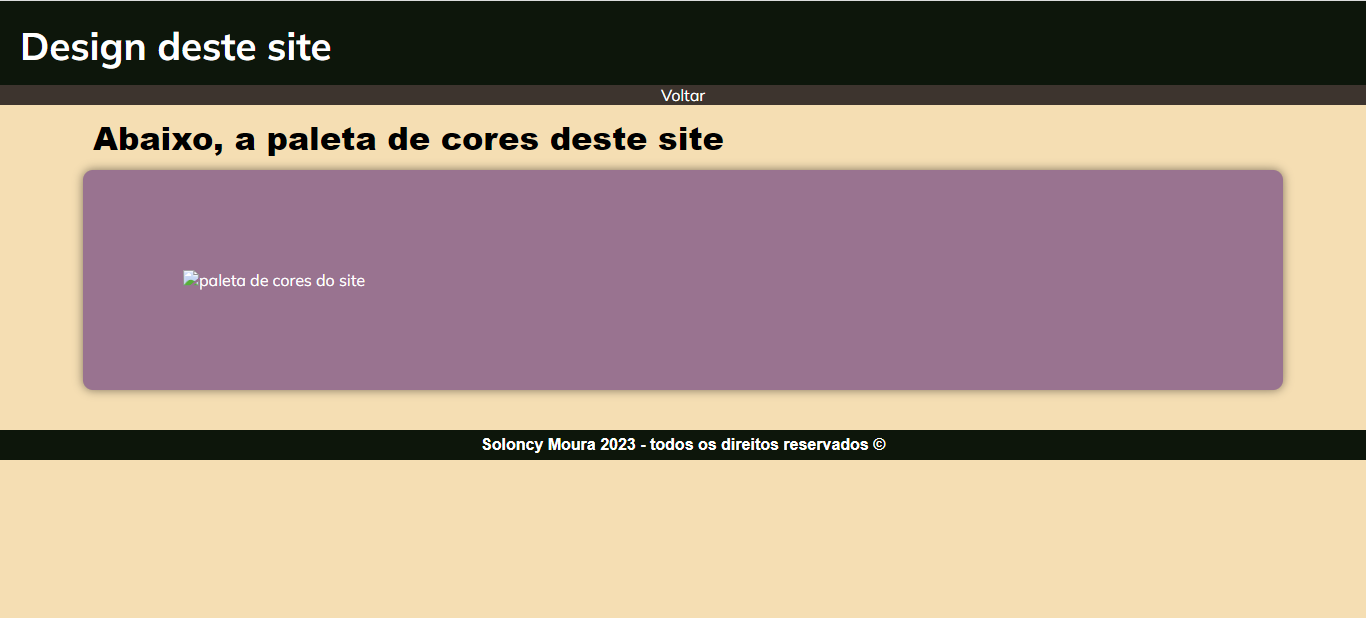 Design deste site
Voltar
Abaixo, a paleta de cores deste site
paleta de cores do site
Soloncy Moura 2023 - todos os direitos reservados ©